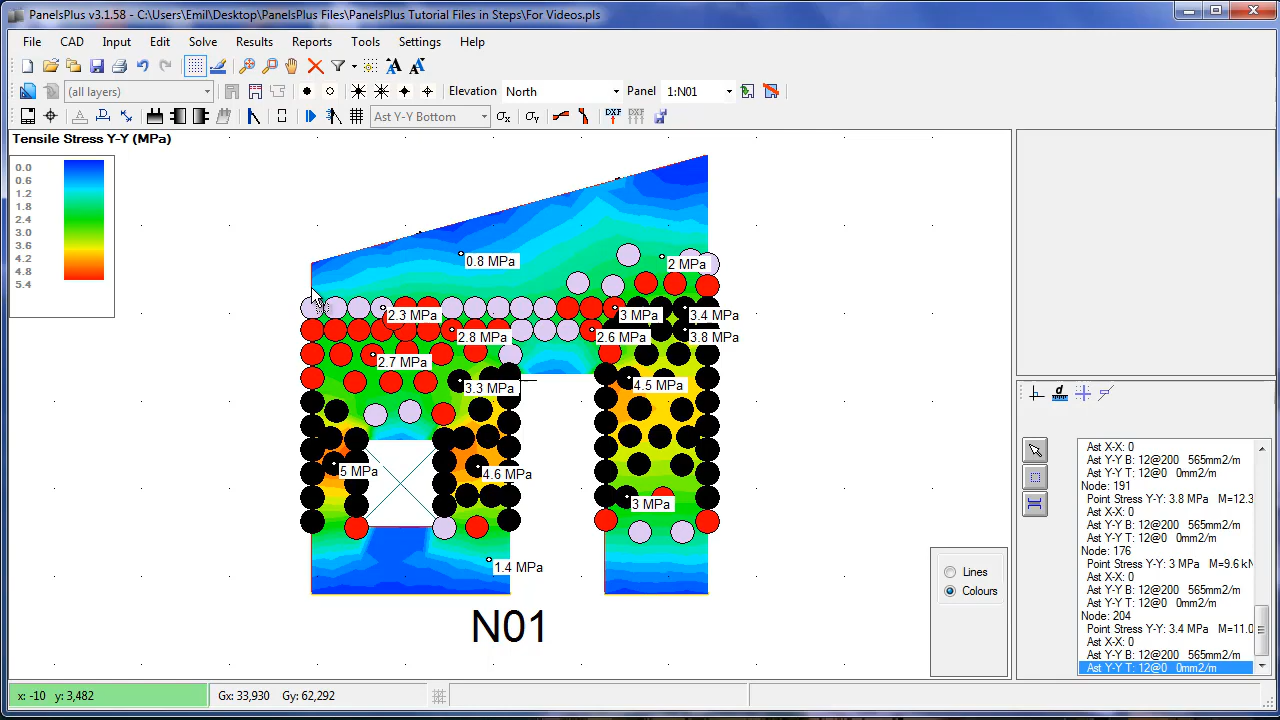 PanelsPlus v3.1.58 - C:\Users\Emil\Desktop\PanelsPlus Files\PanelsPlus Tutorial Files in Steps\For Videos.pls
File CAD Input Edit Solve Results Reports Tools Settings Help
(all layers) Elevation North Panel 1:N01
Ast Y-Y Bottom σx σY DXF DXF
Tensile Stress Y-Y (MPa)
0.0
0.6
1.2
1.8
2.4
3.0
3.6
4.2
4.8
5.4
0.8 MPa
2 MPa
2.3 MPa
3 MPa
3.4 MPa
2.8 MPa
2.6 MPa
3.8 MPa
2.7 MPa
3.3 MPa
4.5 MPa
5 MPa
4.6 MPa
3 MPa
1.4 MPa
N01
Lines
Colours
d
Ast X-X: 0
Ast Y-Y B: 12@200 565mm2/m
Ast Y-Y T: 12@0 0mm2/m
Node: 191
Point Stress Y-Y: 3.8 MPa M=12.3
Ast X-X: 0
Ast Y-Y B: 12@200 565mm2/m
Ast Y-Y T: 12@0 0mm2/m
Node: 176
Point Stress Y-Y: 3 MPa M=9.6 kN
Ast X-X: 0
Ast Y-Y B: 12@200 565mm2/m
Ast Y-Y T: 12@0 0mm2/m
Node: 204
Point Stress Y-Y: 3.4 MPa M=11.0
Ast X-X: 0
Ast Y-Y B: 12@200 565mm2/m
Ast Y-Y T: 12@0 0mm2/m
x: -10 y: 3,482 Gx: 33,930 Gy: 62,292